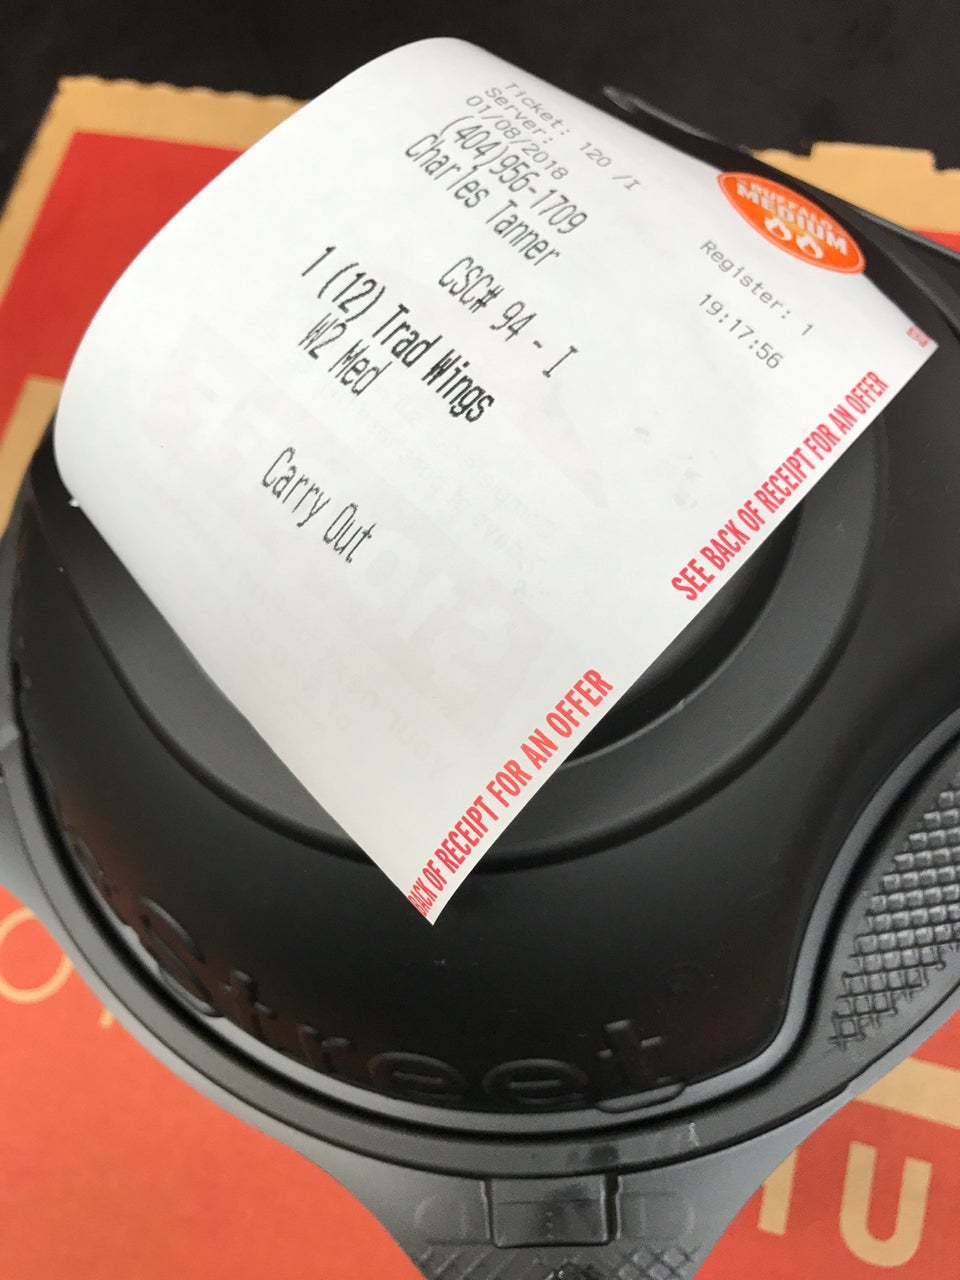 Ticket: 120 /I
Server: Register: 1
01/08/2018 19:17:56
(404)956-1709
Charles Tanner
CSC# 94 - I
1 (12) Trad Wings
W2 Med
Carry Out
BUFFALO
MEDIUM
SEE BACK OF RECEIPT FOR AN OFFER
BACK OF RECEIPT FOR AN OFFER
Street